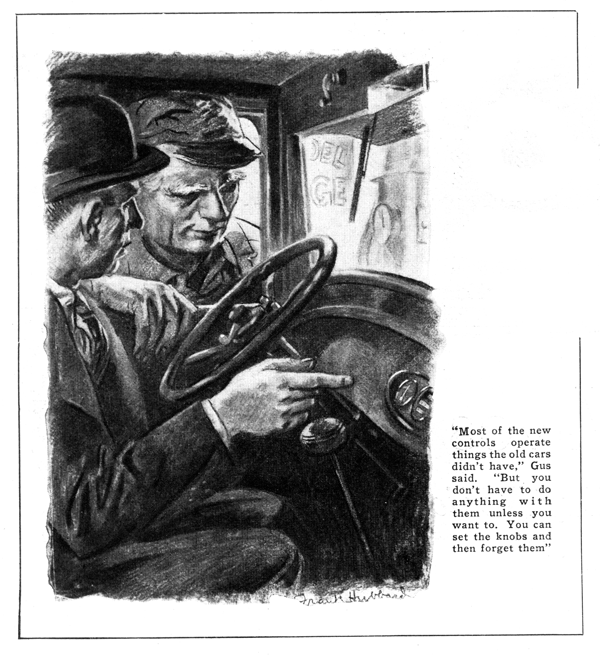 DEL
GE
"Most of the new
controls operate
things the old cars
didn't have," Gus
said. "But you
don't have to do
anything with
them unless you
want to. You can
set the knobs and
then forget them"
Frank Hubbard